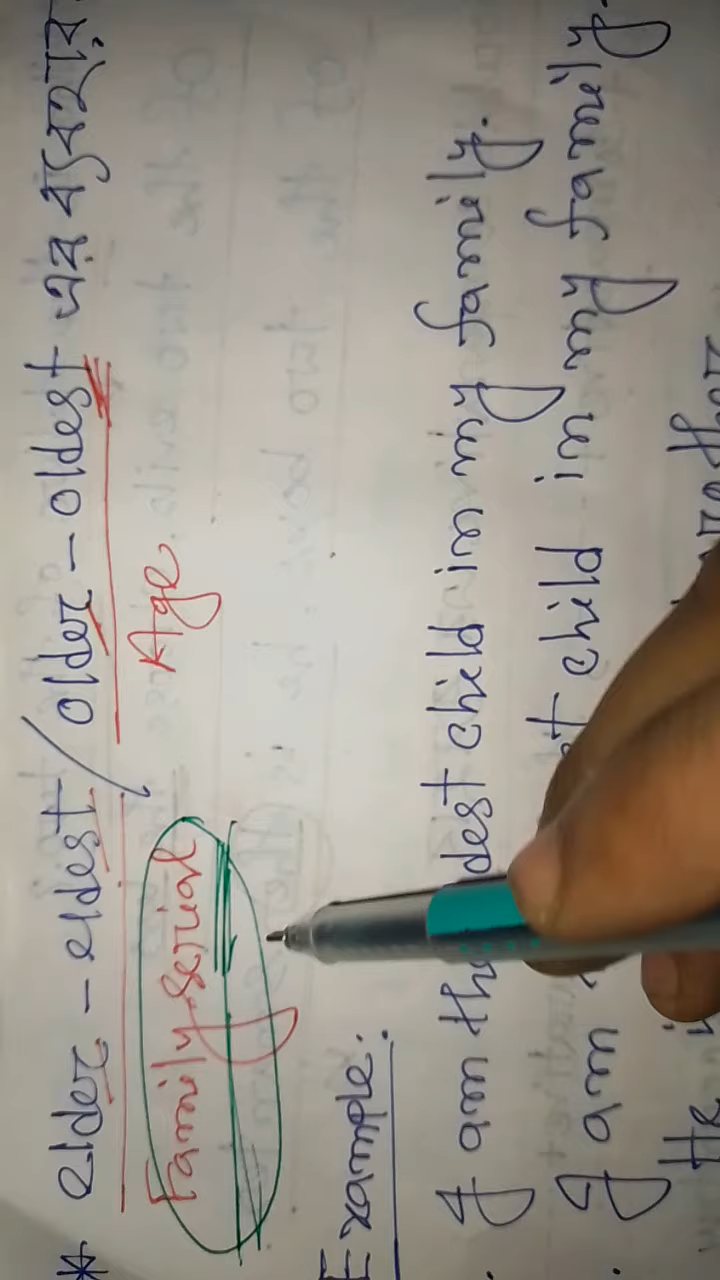 * elder - eldest / older - oldest এর ব্যবহার
Family serial Age
Example:
I am the dest child in my family.
I am child in my family.